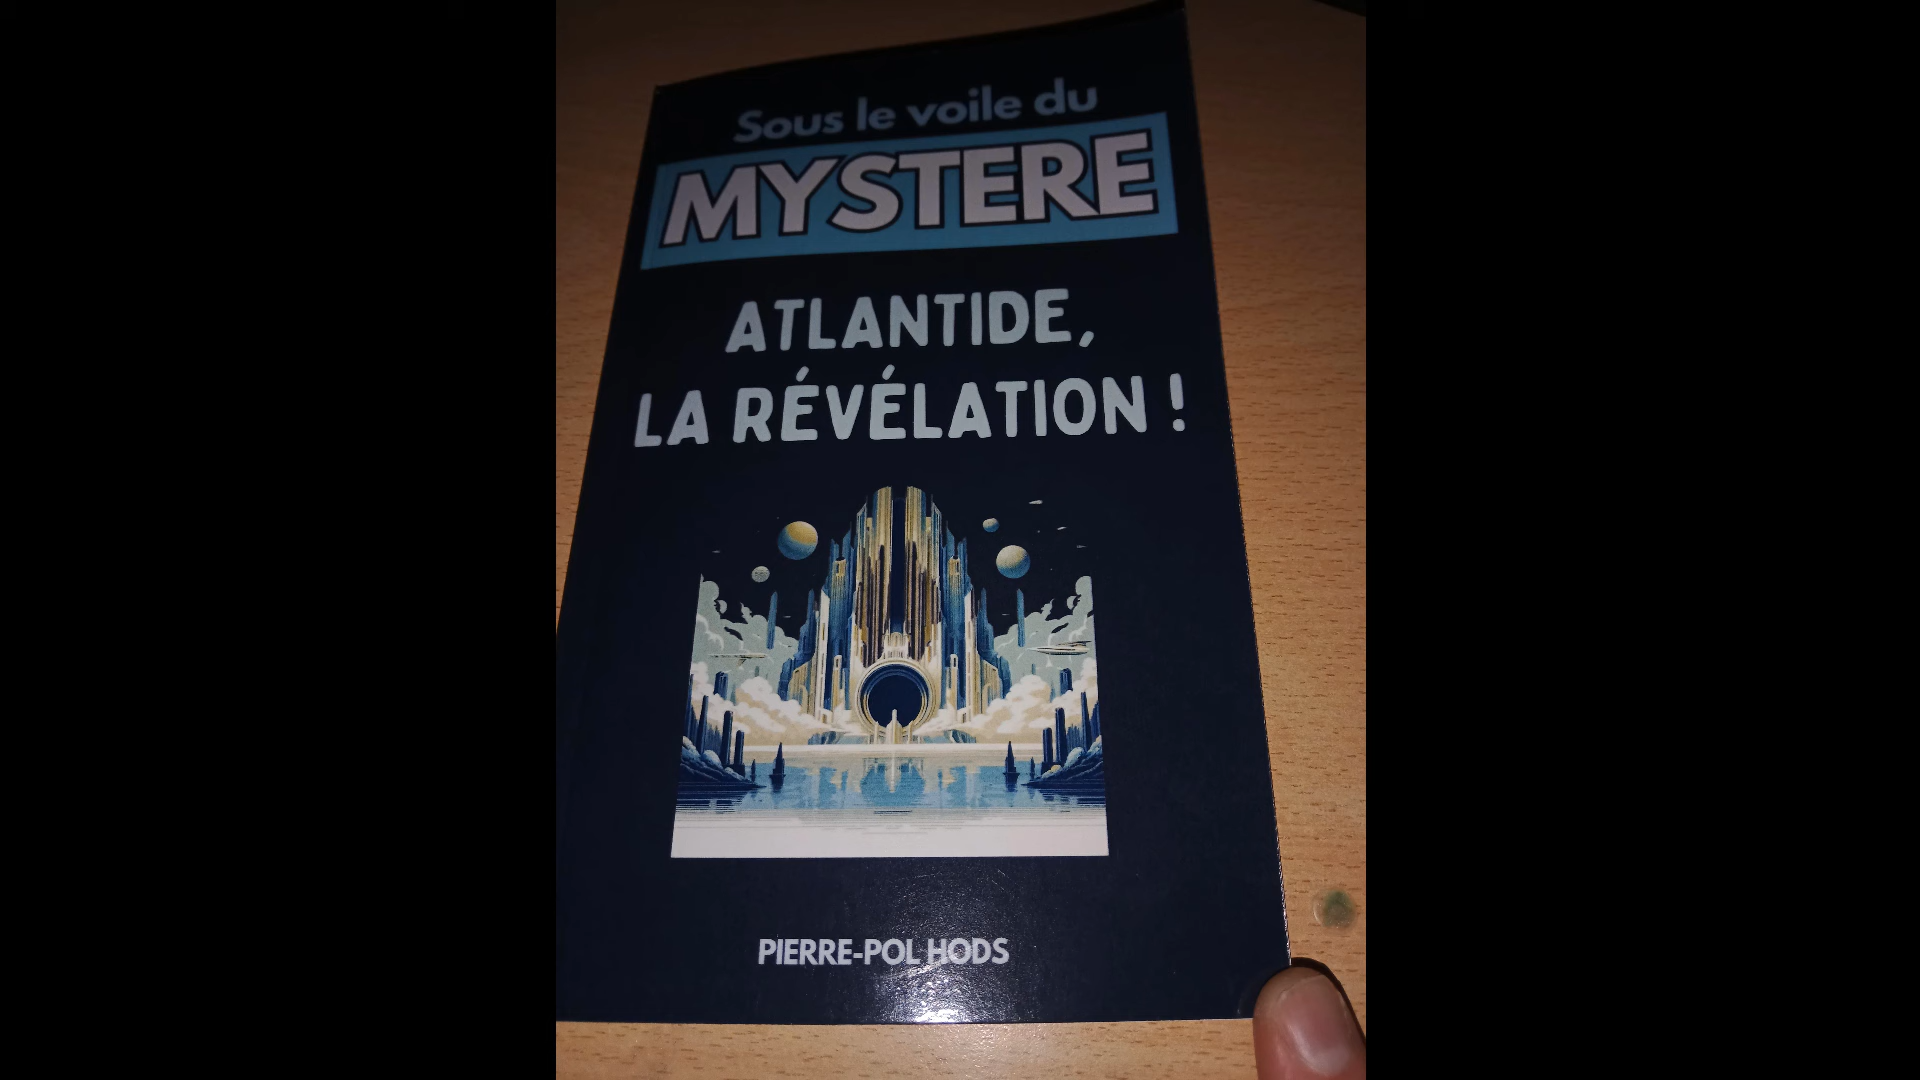 Sous le voile du
MYSTERE
ATLANTIDE,
LA RÉVÉLATION !
PIERRE-POL HODS